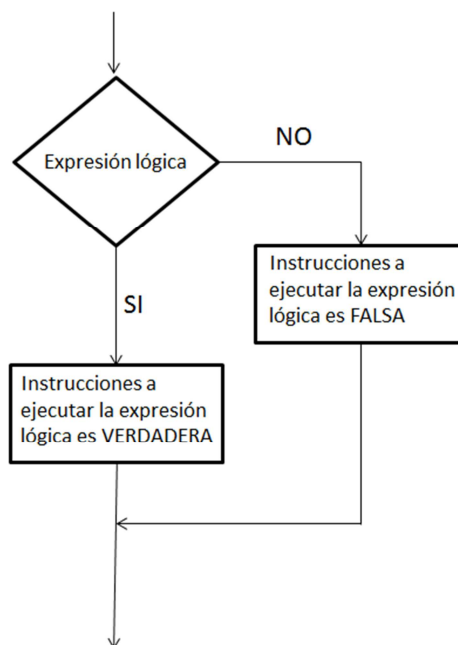 Expresión lógica
NO
Instrucciones a
ejecutar la expresión
lógica es FALSA
SI
Instrucciones a
ejecutar la expresión
lógica es VERDADERA